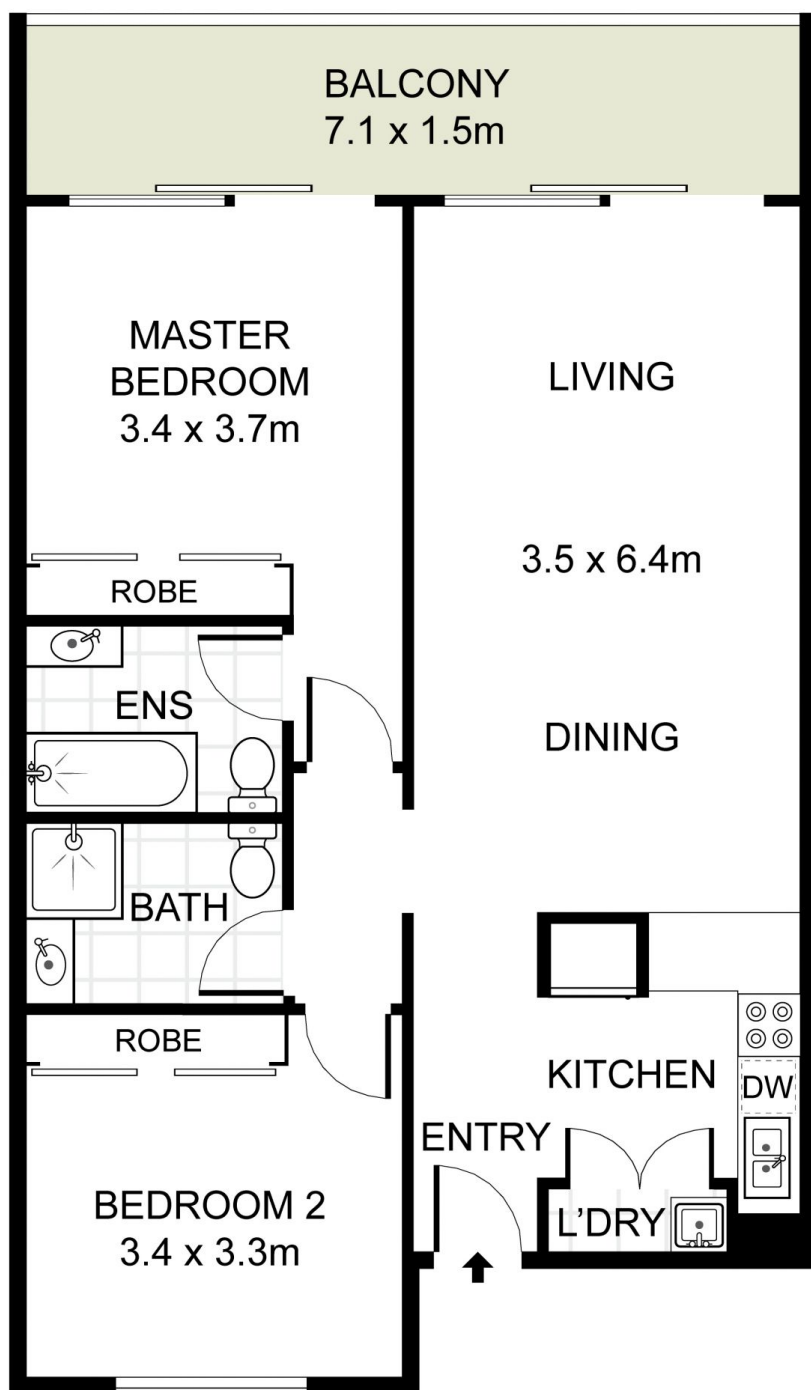 BALCONY
7.1 x 1.5m
MASTER
BEDROOM
3.4 x 3.7m
LIVING
3.5 x 6.4m
ROBE
ENS
DINING
BATH
ROBE
KITCHEN
DW
ENTRY
BEDROOM 2
3.4 x 3.3m
L'DRY